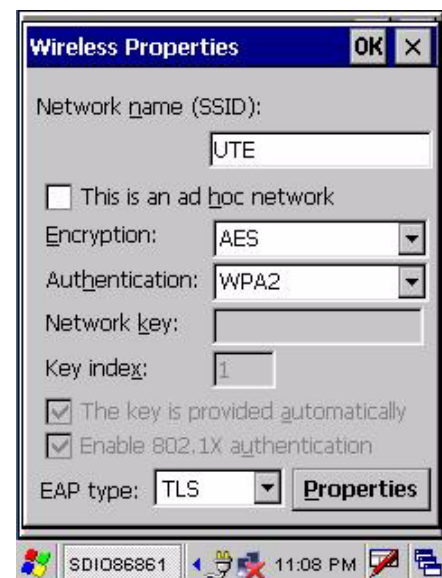 Wireless Properties OK ×
Network name (SSID):
UTE
This is an ad hoc network
Encryption: AES
Authentication: WPA2
Network key:
Key index: 1
The key is provided automatically
Enable 802.1X authentication
EAP type: TLS Properties
SDIO86861 11:08 PM